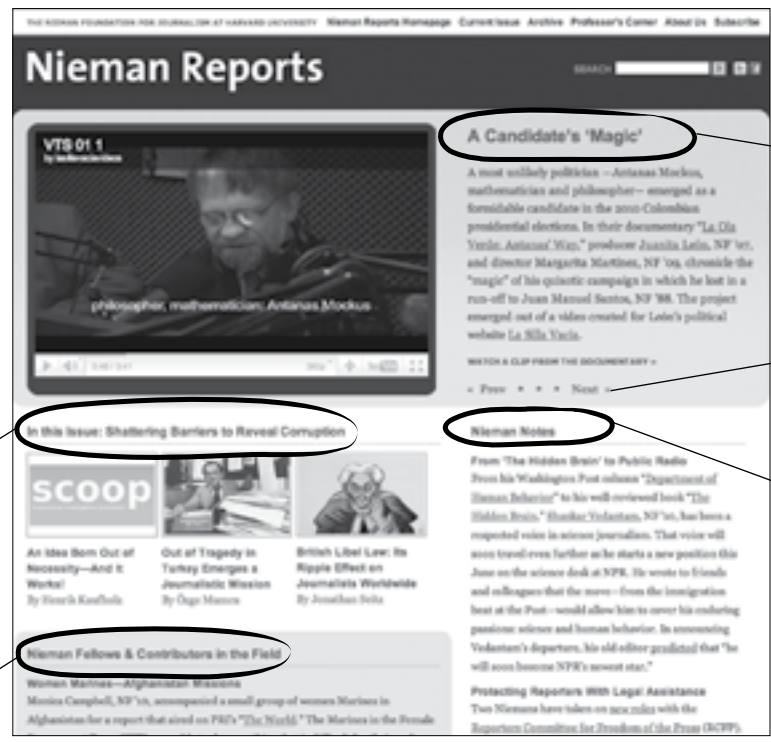 THE NIEMAN FOUNDATION FOR JOURNALISM AT HARVARD UNIVERSITY Nieman Reports Homepage Current Issue Archive Professor's Corner About Us Subscribe
Nieman Reports
SEARCH
VTS 01 1
philosopher, mathematician: Antanas Mockus
A Candidate's 'Magic'
A most unlikely politician —Antanas Mockus,
mathematician and philosopher— emerged as a
formidable candidate in the 2010 Colombian
presidential elections. In their documentary "La Ola
Verde: Antanas' Way," producer Juanita León, NF '07,
and director Margarita Martínez, NF '09, chronicle the
"magic" of his quixotic campaign in which he lost in a
run-off to Juan Manuel Santos, NF '88. The project
emerged out of a video created for León's political
website La Silla Vacía.
WATCH A CLIP FROM THE DOCUMENTARY »
« Prev • • • Next »
In this Issue: Shattering Barriers to Reveal Corruption
scoop
An Idea Born Out of
Necessity—And It
Works!
By Henrik Kaufholz
Out of Tragedy in
Turkey Emerges a
Journalistic Mission
By Özge Mumcu
British Libel Law: Its
Ripple Effect on
Journalists Worldwide
By Jonathan Seitz
Nieman Fellows & Contributors in the Field
Women Marines—Afghanistan Missions
Monica Campbell, NF '10, accompanied a small group of women Marines in
Afghanistan for a report that aired on PRI's "The World." The Marines in the Female
Nieman Notes
From 'The Hidden Brain' to Public Radio
From his Washington Post column "Department of
Human Behavior" to his well-reviewed book "The
Hidden Brain," Shankar Vedantam, NF '10, has been a
respected voice in science journalism. That voice will
soon travel even further as he starts a new position this
June on the science desk at NPR. He wrote to friends
and colleagues that the move—from the immigration
beat at the Post—would allow him to cover his enduring
passions: science and human behavior. In announcing
Vedantam's departure, his old editor predicted that "he
will soon become NPR's newest star."
Protecting Reporters With Legal Assistance
Two Niemans have taken on new roles with the
Reporters Committee for Freedom of the Press (RCFP).